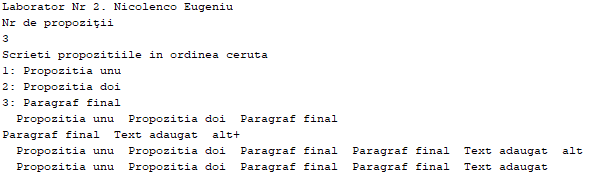 Laborator Nr 2. Nicolenco Eugeniu
Nr de propoziţii
3
Scrieti propozitiile in ordinea ceruta
1: Propozitia unu
2: Propozitia doi
3: Paragraf final
  Propozitia unu  Propozitia doi  Paragraf final
Paragraf final  Text adaugat  alt+
  Propozitia unu  Propozitia doi  Paragraf final  Paragraf final  Text adaugat  alt
  Propozitia unu  Propozitia doi  Paragraf final  Paragraf final  Text adaugat